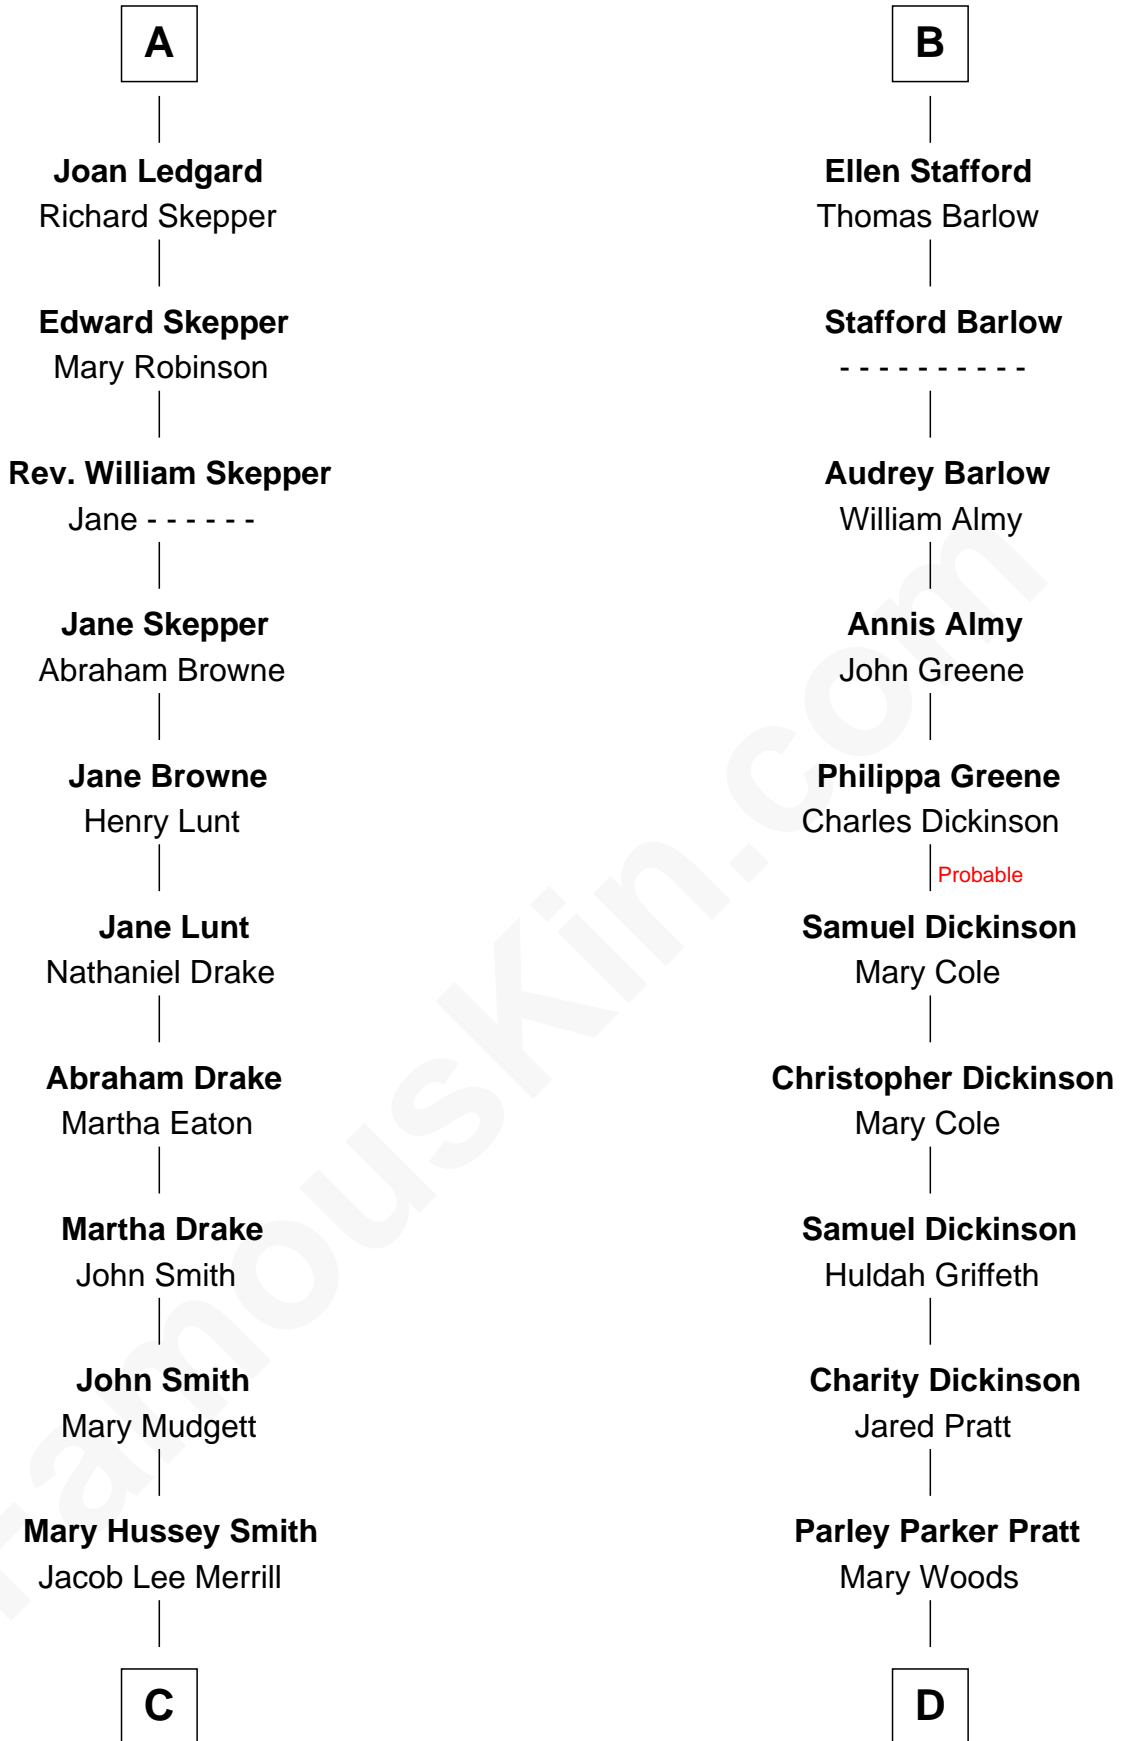 A
Joan Ledgard
Richard Skepper
Edward Skepper
Mary Robinson
Rev. William Skepper
Jane - - - - - -
Jane Skepper
Abraham Browne
Jane Browne
Henry Lunt
Jane Lunt
Nathaniel Drake
Abraham Drake
Martha Eaton
Martha Drake
John Smith
John Smith
Mary Mudgett
Mary Hussey Smith
Jacob Lee Merrill
C
B
Ellen Stafford
Thomas Barlow
Stafford Barlow
- - - - - - - - - -
Audrey Barlow
William Almy
Annis Almy
John Greene
Philippa Greene
Charles Dickinson
Probable
Samuel Dickinson
Mary Cole
Christopher Dickinson
Mary Cole
Samuel Dickinson
Huldah Griffeth
Charity Dickinson
Jared Pratt
Parley Parker Pratt
Mary Woods
D
FamousKin.com